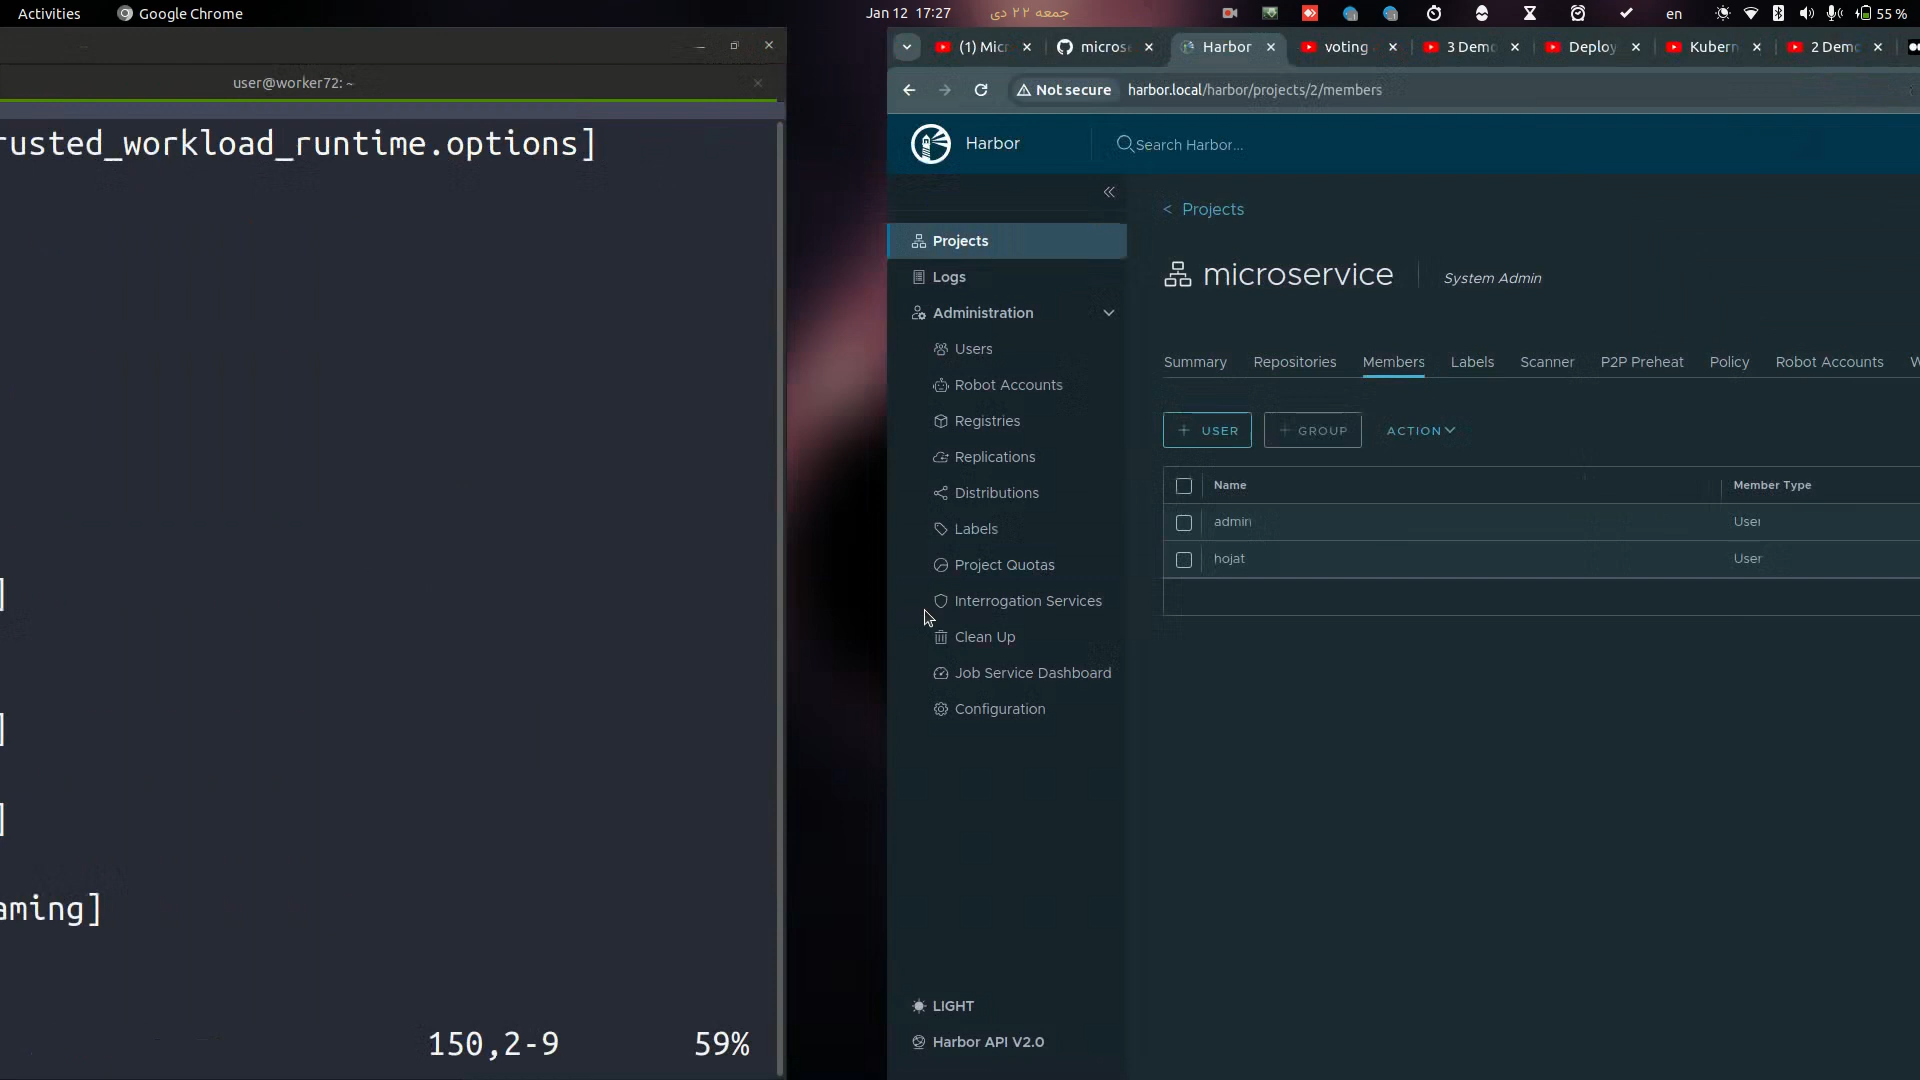 Activities
Google Chrome
Jan 12 17:27
جمعه ۲۲ دی
en
55 %
user@worker72: ~
rusted_workload_runtime.options]
]
]
]
aming]
150,2-9
59%
(1) Mic
micros
Harbor
voting
3 Demo
Deploy
Kubern
2 Demo
Not secure
harbor.local/harbor/projects/2/members
Harbor
Search Harbor...
Projects
Logs
Administration
Users
Robot Accounts
Registries
Replications
Distributions
Labels
Project Quotas
Interrogation Services
Clean Up
Job Service Dashboard
Configuration
LIGHT
Harbor API V2.0
< Projects
microservice
System Admin
Summary
Repositories
Members
Labels
Scanner
P2P Preheat
Policy
Robot Accounts
W
+ USER
+ GROUP
ACTION
Name
Member Type
admin
User
hojat
User